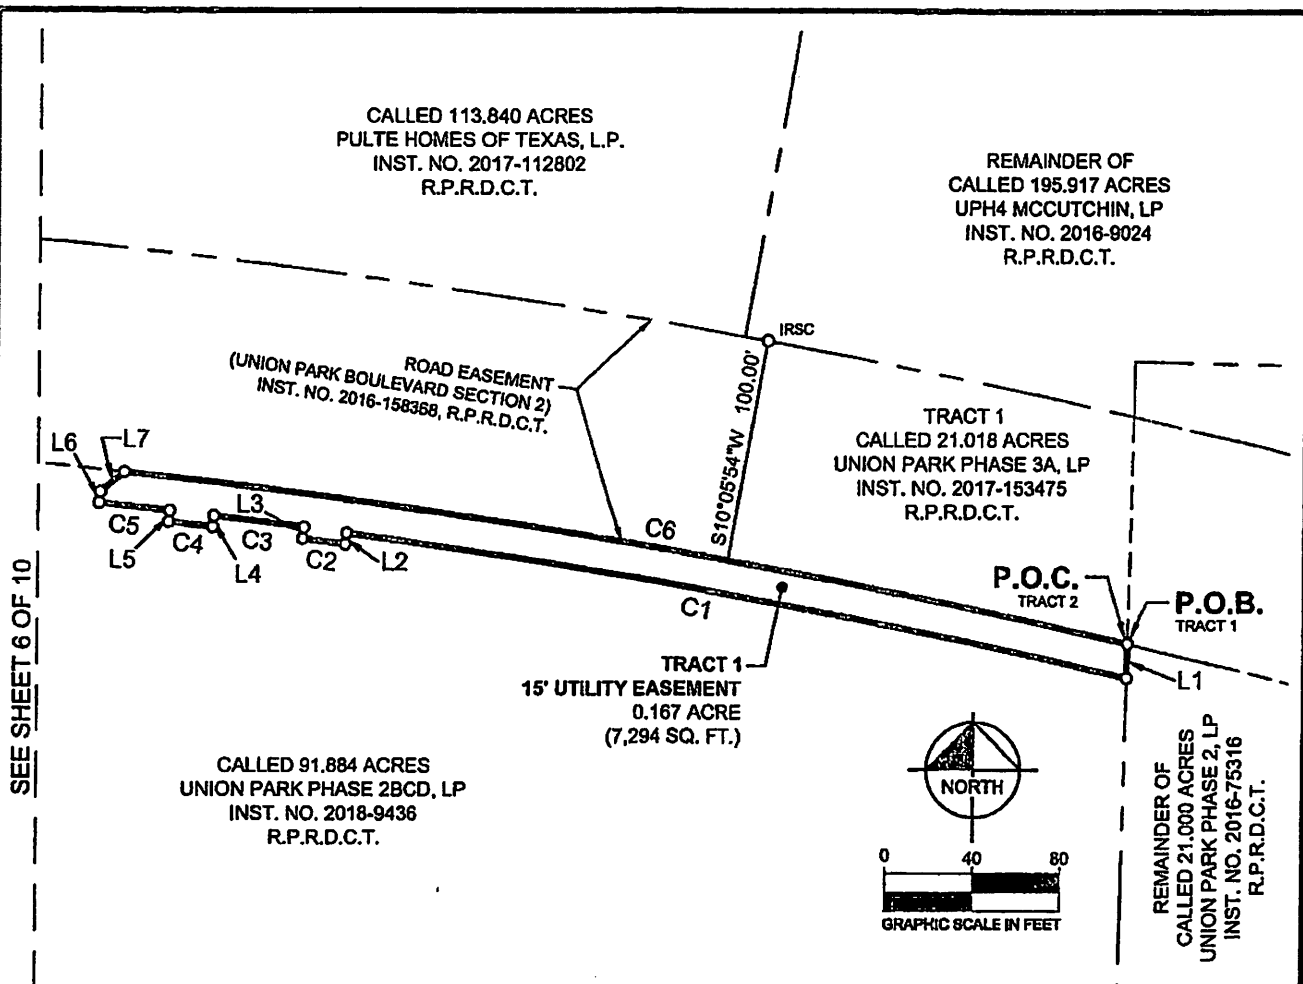 CALLED 113.840 ACRES
PULTE HOMES OF TEXAS, L.P.
INST. NO. 2017-112802
R.P.R.D.C.T.
REMAINDER OF
CALLED 195.917 ACRES
UPH4 MCCUTCHIN, LP
INST. NO. 2016-9024
R.P.R.D.C.T.
IRSC
ROAD EASEMENT
(UNION PARK BOULEVARD SECTION 2)
INST. NO. 2016-158368, R.P.R.D.C.T.
S10°05'54"W 100.00'
TRACT 1
CALLED 21.018 ACRES
UNION PARK PHASE 3A, LP
INST. NO. 2017-153475
R.P.R.D.C.T.
L6
L7
C5
L5
C4
L3
C3
L4
C2
L2
C6
C1
P.O.C.
TRACT 2
P.O.B.
TRACT 1
L1
TRACT 1
15' UTILITY EASEMENT
0.167 ACRE
(7,294 SQ. FT.)
SEE SHEET 6 OF 10
CALLED 91.884 ACRES
UNION PARK PHASE 2BCD, LP
INST. NO. 2018-9436
R.P.R.D.C.T.
NORTH
0 40 80
GRAPHIC SCALE IN FEET
REMAINDER OF
CALLED 21.000 ACRES
UNION PARK PHASE 2, LP
INST. NO. 2016-75316
R.P.R.D.C.T.